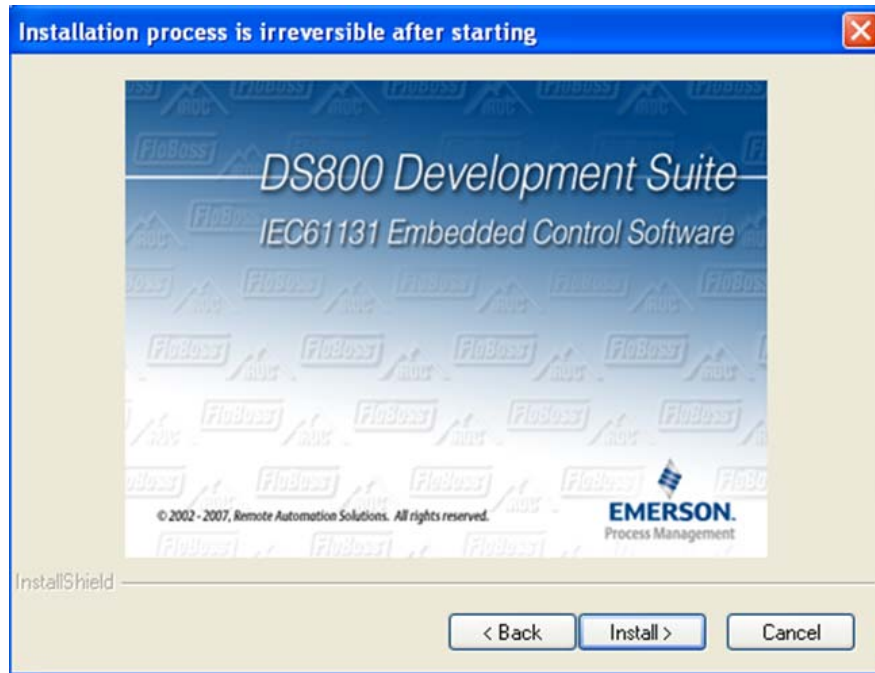 Installation process is irreversible after starting
DS800 Development Suite
IEC61131 Embedded Control Software
© 2002 - 2007, Remote Automation Solutions. All rights reserved.
EMERSON.
Process Management
InstallShield
< Back
Install >
Cancel